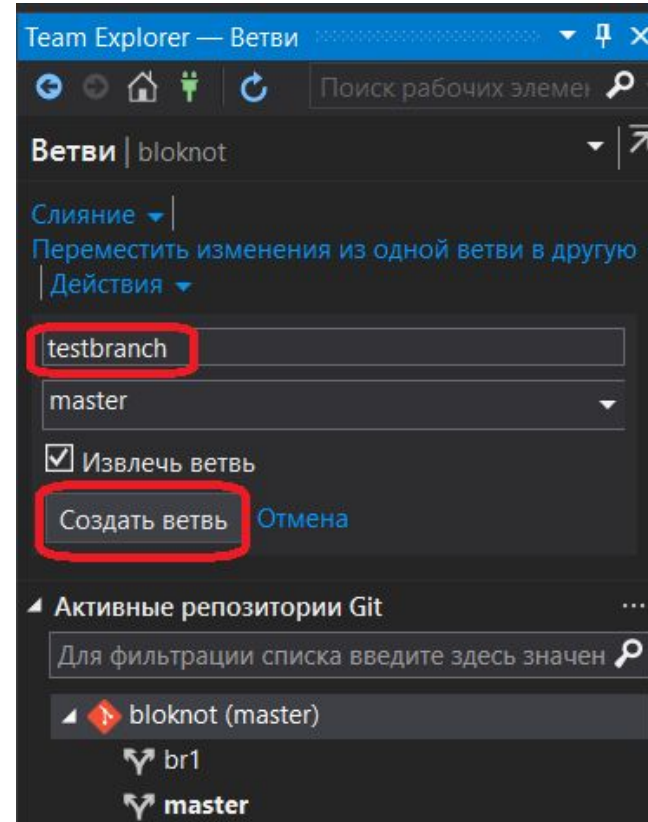 Team Explorer — Ветви
Поиск рабочих элемен
Ветви | bloknot
Слияние
Переместить изменения из одной ветви в другую
Действия
testbranch
master
Извлечь ветвь
Создать ветвь Отмена
Активные репозитории Git ...
Для фильтрации списка введите здесь значен
bloknot (master)
br1
master